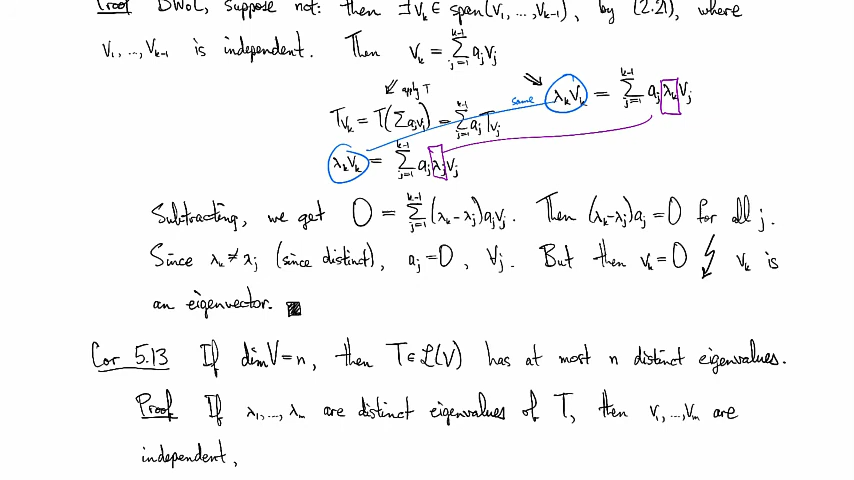 Proof DWoL, suppose not: then ∃ v_k ∈ span(v_1, ..., v_{k-1}), by (2.21), where
v_1, ..., v_{k-1} is independent. Then v_k = Σ_{j=1}^{k-1} a_j v_j
⇙ apply T ⇘ same λ_k v_k = Σ_{j=1}^{k-1} a_j λ_k v_j
T v_k = T(Σ a_j v_j) = Σ_{j=1}^{k-1} a_j T v_j
λ_k v_k = Σ_{j=1}^{k-1} a_j λ_j v_j
Subtracting, we get 0 = Σ_{j=1}^{k-1} (λ_k - λ_j) a_j v_j. Then (λ_k - λ_j) a_j = 0 for all j.
Since λ_k ≠ λ_j (since distinct), a_j = 0, ∀j. But then v_k = 0 ↯ v_k is
an eigenvector. ■
Cor 5.13 If dim V = n, then T ∈ ℒ(V) has at most n distinct eigenvalues.
Proof If λ_1, ..., λ_m are distinct eigenvalues of T, then v_1, ..., v_m are
independent,